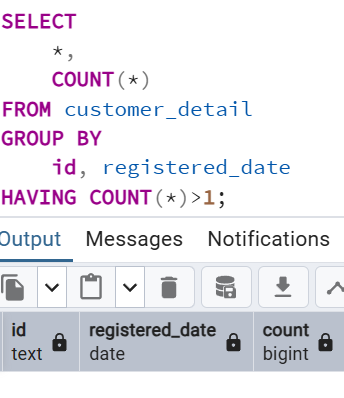 SELECT
*,
COUNT(*)
FROM customer_detail
GROUP BY
id, registered_date
HAVING COUNT(*)>1;
Output Messages Notifications
id registered_date count
text date bigint